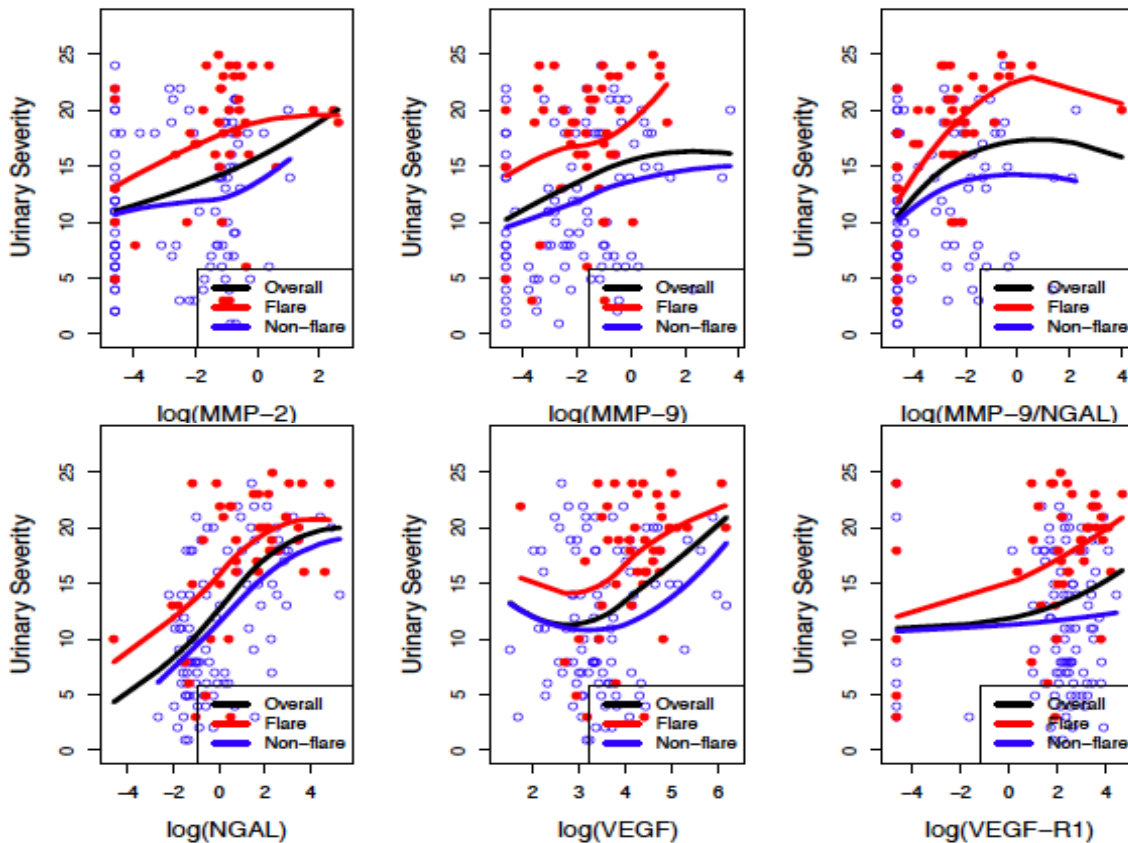 Urinary Severity
25
20
15
10
5
0
Overall
Flare
Non-flare
−4 −2 0 2
log(MMP−2)
Urinary Severity
25
20
15
10
5
0
Overall
Flare
Non-flare
−4 −2 0 2 4
log(MMP−9)
Urinary Severity
25
20
15
10
5
0
Overall
Flare
Non-flare
−4 −2 0 2 4
log(MMP−9/NGAL)
Urinary Severity
25
20
15
10
5
0
Overall
Flare
Non-flare
−4 −2 0 2 4
log(NGAL)
Urinary Severity
25
20
15
10
5
0
Overall
Flare
Non-flare
2 3 4 5 6
log(VEGF)
Urinary Severity
25
20
15
10
5
0
Overall
Flare
Non-flare
−4 −2 0 2 4
log(VEGF−R1)